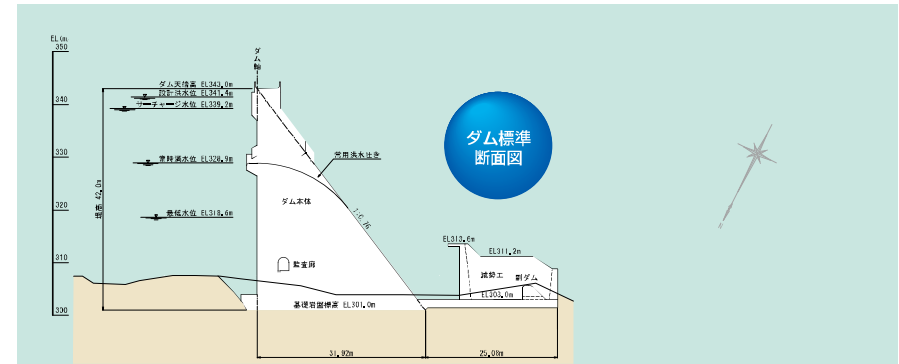 EL(m
350
340
330
320
310
300
ダム軸
ダム天端高 EL343.0m
設計洪水位 EL341.4m
サーチャージ水位 EL339.2m
常時満水位 EL328.9m
最低水位 EL318.6m
堤高 42.0m
常用洪水吐き
ダム本体
1:0.76
監査廊
基礎岩盤標高 EL301.0m
ダム標準
断面図
EL313.6m
EL311.2m
減勢工
副ダム
EL303.0m
31.92m
25.08m